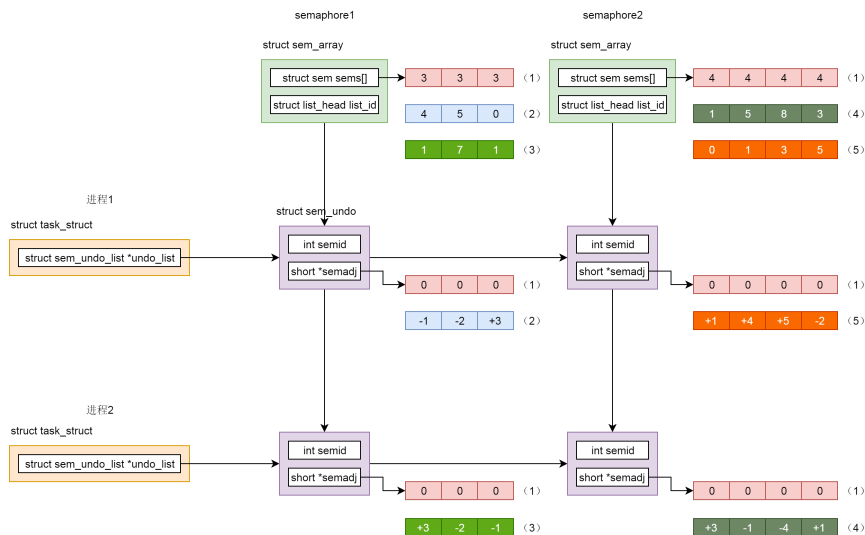 semaphore1
semaphore2
struct sem_array
struct sem_array
struct sem sems[]
3 3 3 (1)
struct sem sems[]
4 4 4 4 (1)
struct list_head list_id
4 5 0 (2)
struct list_head list_id
1 5 8 3 (4)
1 7 1 (3)
0 1 3 5 (5)
进程1
struct sem_undo
struct task_struct
int semid
int semid
struct sem_undo_list *undo_list
short *semadj
short *semadj
0 0 0 (1)
0 0 0 0 (1)
-1 -2 +3 (2)
+1 +4 +5 -2 (5)
进程2
struct task_struct
int semid
int semid
struct sem_undo_list *undo_list
short *semadj
short *semadj
0 0 0 (1)
0 0 0 0 (1)
+3 -2 -1 (3)
+3 -1 -4 +1 (4)